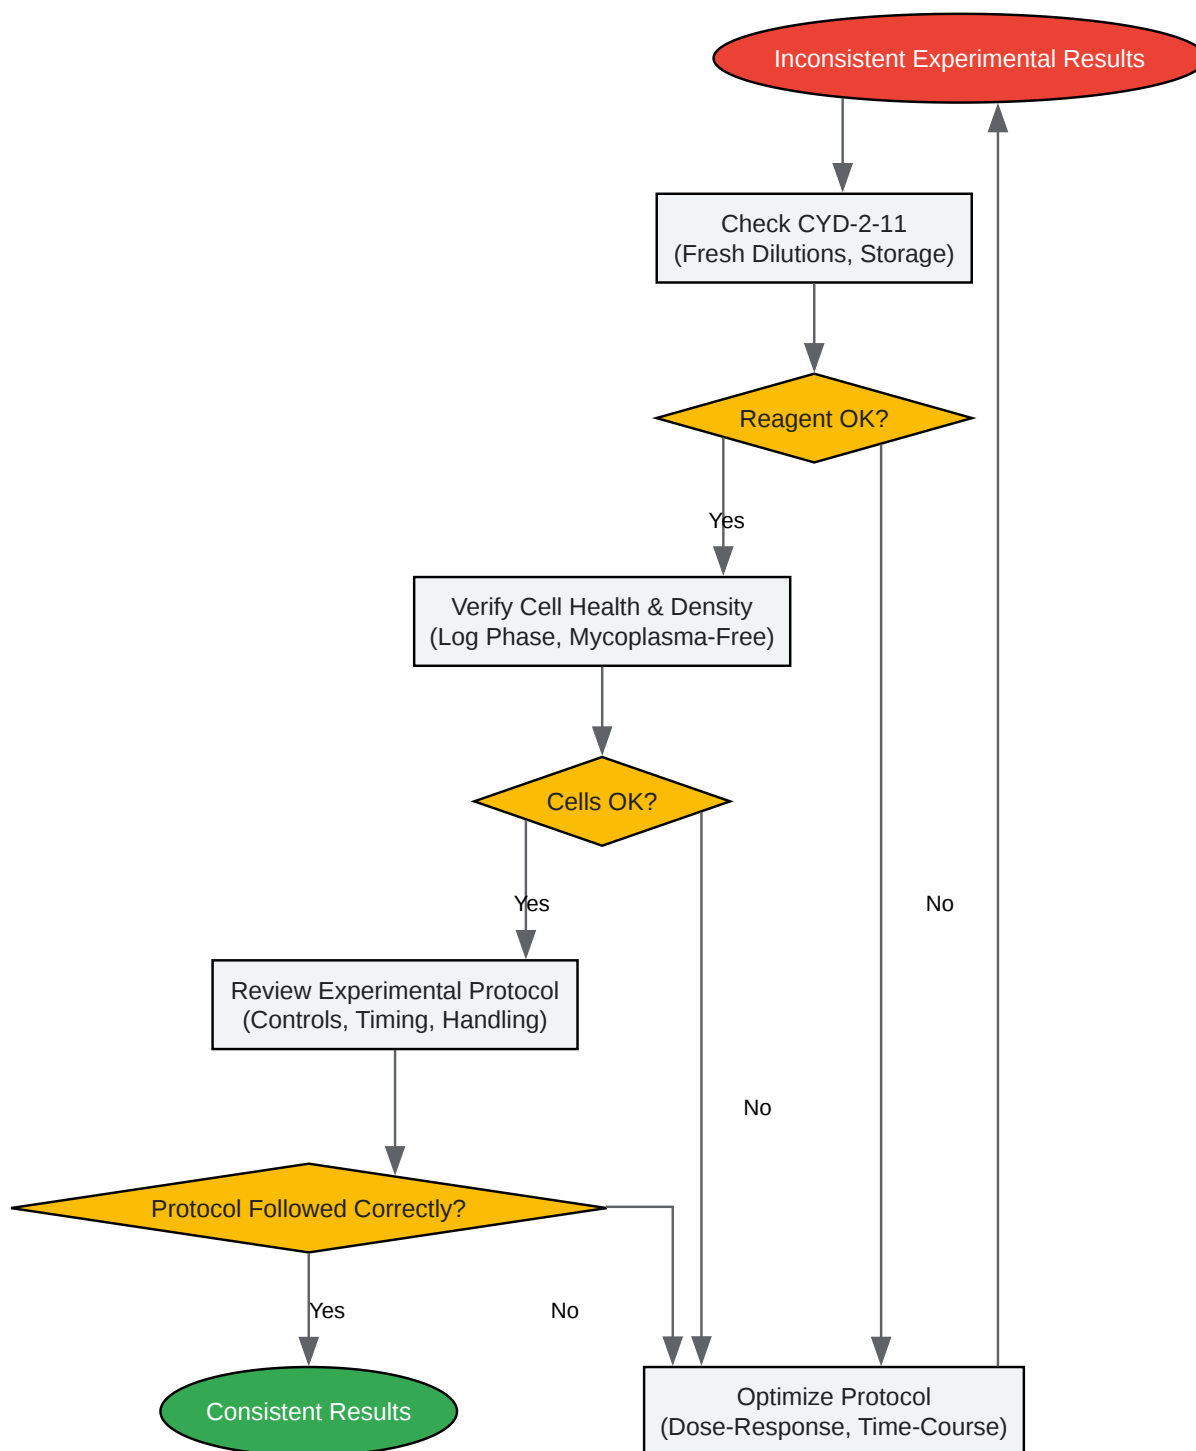 Inconsistent Experimental Results
Check CYD-2-11
(Fresh Dilutions, Storage)
Reagent OK?
Yes
Verify Cell Health & Density
(Log Phase, Mycoplasma-Free)
Cells OK?
Yes
No
Review Experimental Protocol
(Controls, Timing, Handling)
No
Protocol Followed Correctly?
Yes
No
Consistent Results
Optimize Protocol
(Dose-Response, Time-Course)